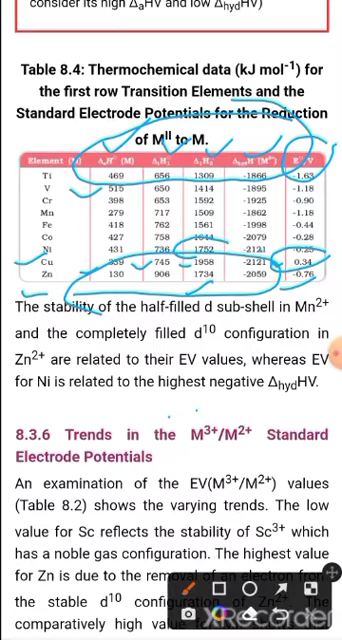 consider its high ΔaHV and low ΔhydHV)
Table 8.4: Thermochemical data (kJ mol-1) for
the first row Transition Elements and the
Standard Electrode Potentials for the Reduction
of MII to M.
Element (M) ΔaH (M) ΔiH1 Δ1H2 ΔhydH (M2+) E V
Ti 469 656 1309 -1866 -1.63
V 515 650 1414 -1895 -1.18
Cr 398 653 1592 -1925 -0.90
Mn 279 717 1509 -1862 -1.18
Fe 418 762 1561 -1998 -0.44
Co 427 758 1644 -2079 -0.28
Ni 431 736 1752 -2121 -0.25
Cu 339 745 1958 -2121 0.34
Zn 130 906 1734 -2059 -0.76
The stability of the half-filled d sub-shell in Mn2+
and the completely filled d10 configuration in
Zn2+ are related to their EV values, whereas EV
for Ni is related to the highest negative ΔhydHV.
8.3.6 Trends in the M3+/M2+ Standard
Electrode Potentials
An examination of the EV(M3+/M2+) values
(Table 8.2) shows the varying trends. The low
value for Sc reflects the stability of Sc3+ which
has a noble gas configuration. The highest value
for Zn is due to the removal of an electron from
the stable d10 configuration of Zn2+. The
comparatively high value